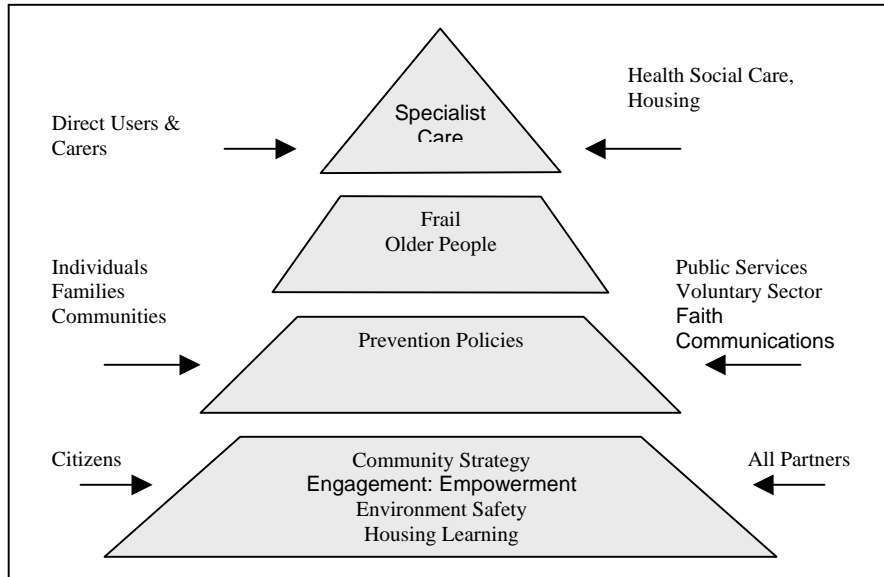 Direct Users &
Carers
Specialist
Care
Health Social Care,
Housing
Frail
Older People
Individuals
Families
Communities
Public Services
Voluntary Sector
Faith
Communications
Prevention Policies
Citizens
Community Strategy
Engagement: Empowerment
Environment Safety
Housing Learning
All Partners